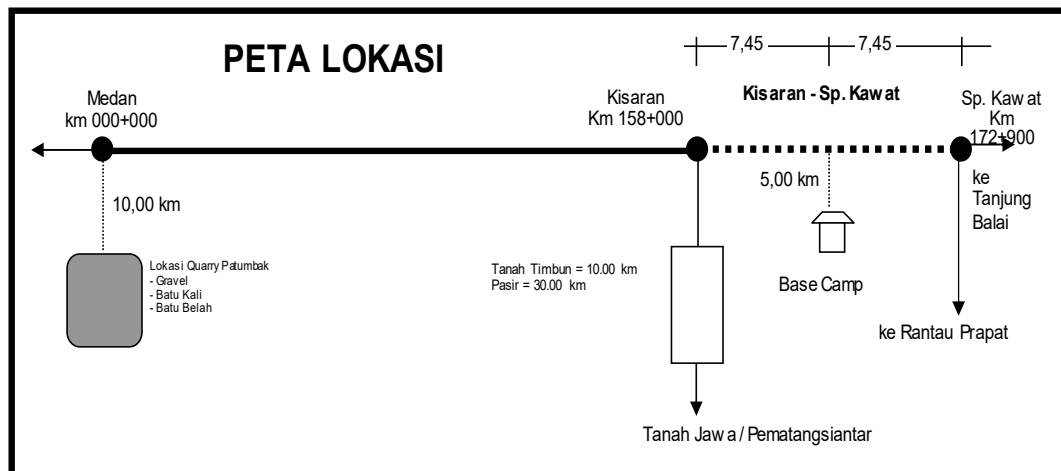 PETA LOKASI
7,45
7,45
Medan
km 000+000
Kisaran
Km 158+000
Kisaran - Sp. Kawat
Sp. Kawat
Km
172+900
10,00 km
5,00 km
ke
Tanjung
Balai
Lokasi Quarry Patumbak
- Gravel
- Batu Kali
- Batu Belah
Tanah Timbun = 10.00 km
Pasir = 30.00 km
Base Camp
ke Rantau Prapat
Tanah Jawa / Pematangsiantar